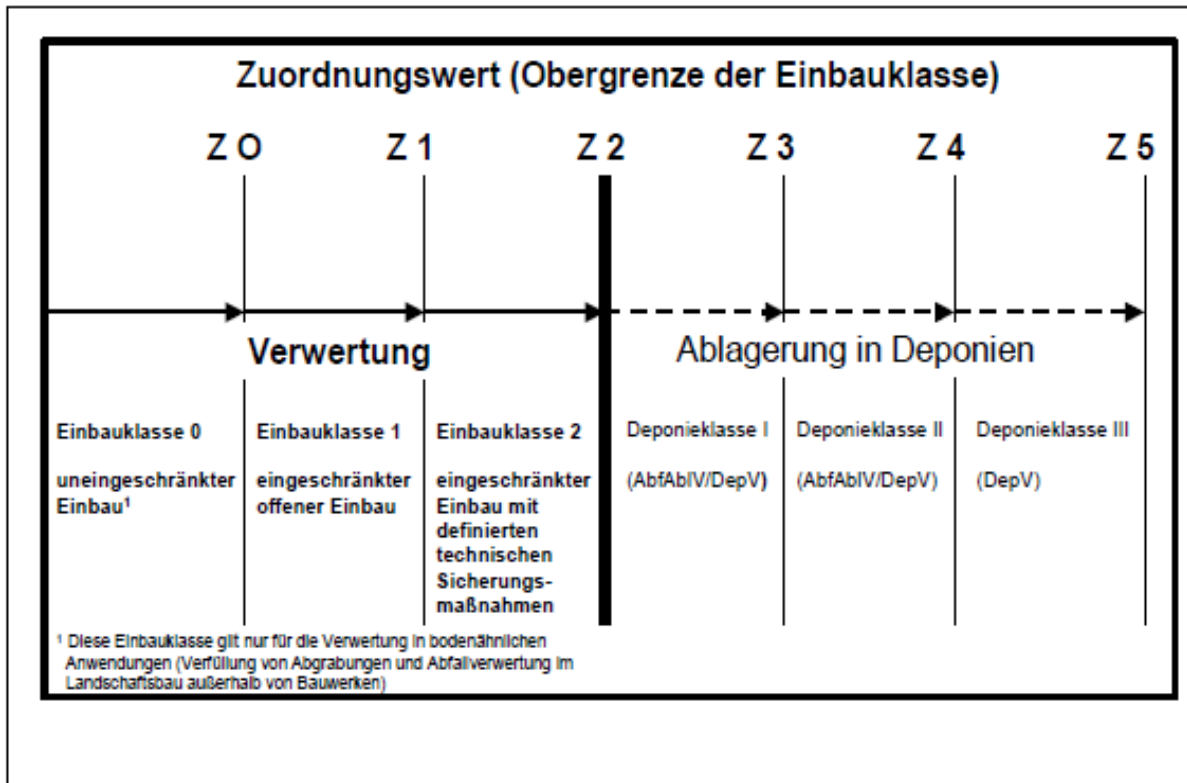 Zuordnungswert (Obergrenze der Einbauklasse)
Z O
Z 1
Z 2
Z 3
Z 4
Z 5
Verwertung
Ablagerung in Deponien
Einbauklasse 0
uneingeschränkter
Einbau¹
Einbauklasse 1
eingeschränkter
offener Einbau
Einbauklasse 2
eingeschränkter
Einbau mit
definierten
technischen
Sicherungs-
maßnahmen
Deponieklasse I
(AbfAblV/DepV)
Deponieklasse II
(AbfAblV/DepV)
Deponieklasse III
(DepV)
¹ Diese Einbauklasse gilt nur für die Verwertung in bodenähnlichen
Anwendungen (Verfüllung von Abgrabungen und Abfallverwertung im
Landschaftsbau außerhalb von Bauwerken)